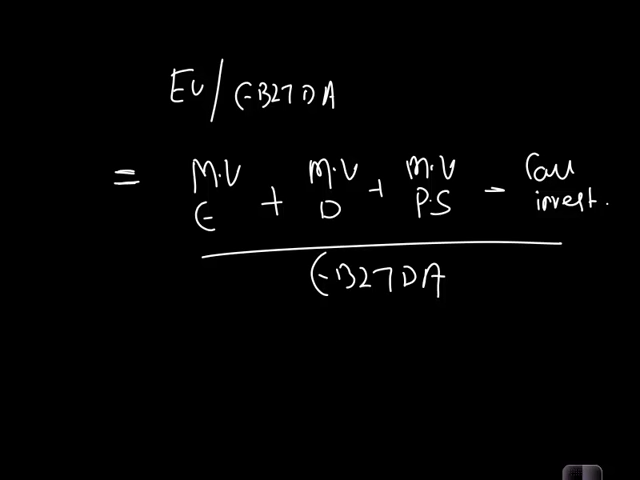 EV/EBITDA
= M.V + M.V + M.V - Cash
E D P.S invest.
EBITDA